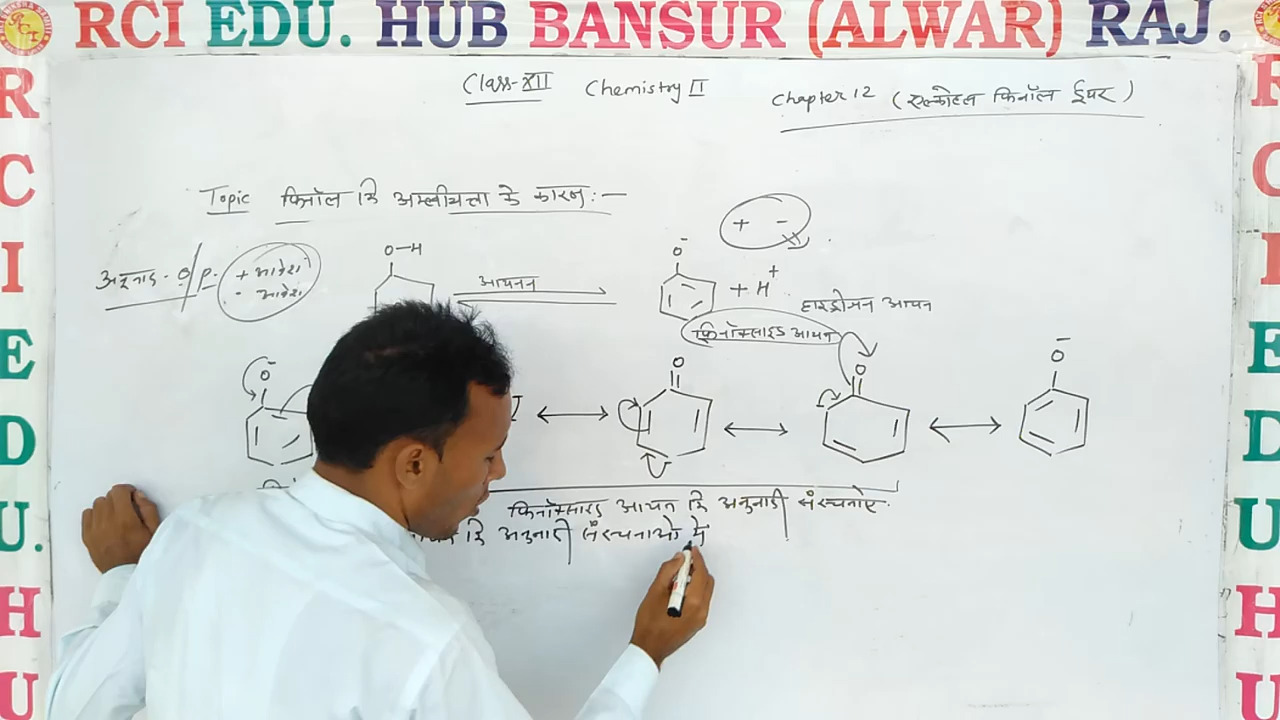 RCI EDU. HUB BANSUR (ALWAR) RAJ.
Class-XII Chemistry II Chapter 12 (एल्कोहल फिनॉल ईथर)
Topic फिनॉल कि अम्लीयता के कारण :—
+ −
अनुनाद - o/p- + आवेश
- आवेश
O-H
आयनन
O⁻
+ H⁺
हाइड्रोजन आयन
फिनॉक्साइड आयन
O⁻
O
O
O⁻
फिनॉक्साइड आयन कि अनुनादी संरचनाएं
कि अनुनादी संरचनाओं में
R
C
I
E
D
U.
H
U
R
C
I
E
D
U.
H
U